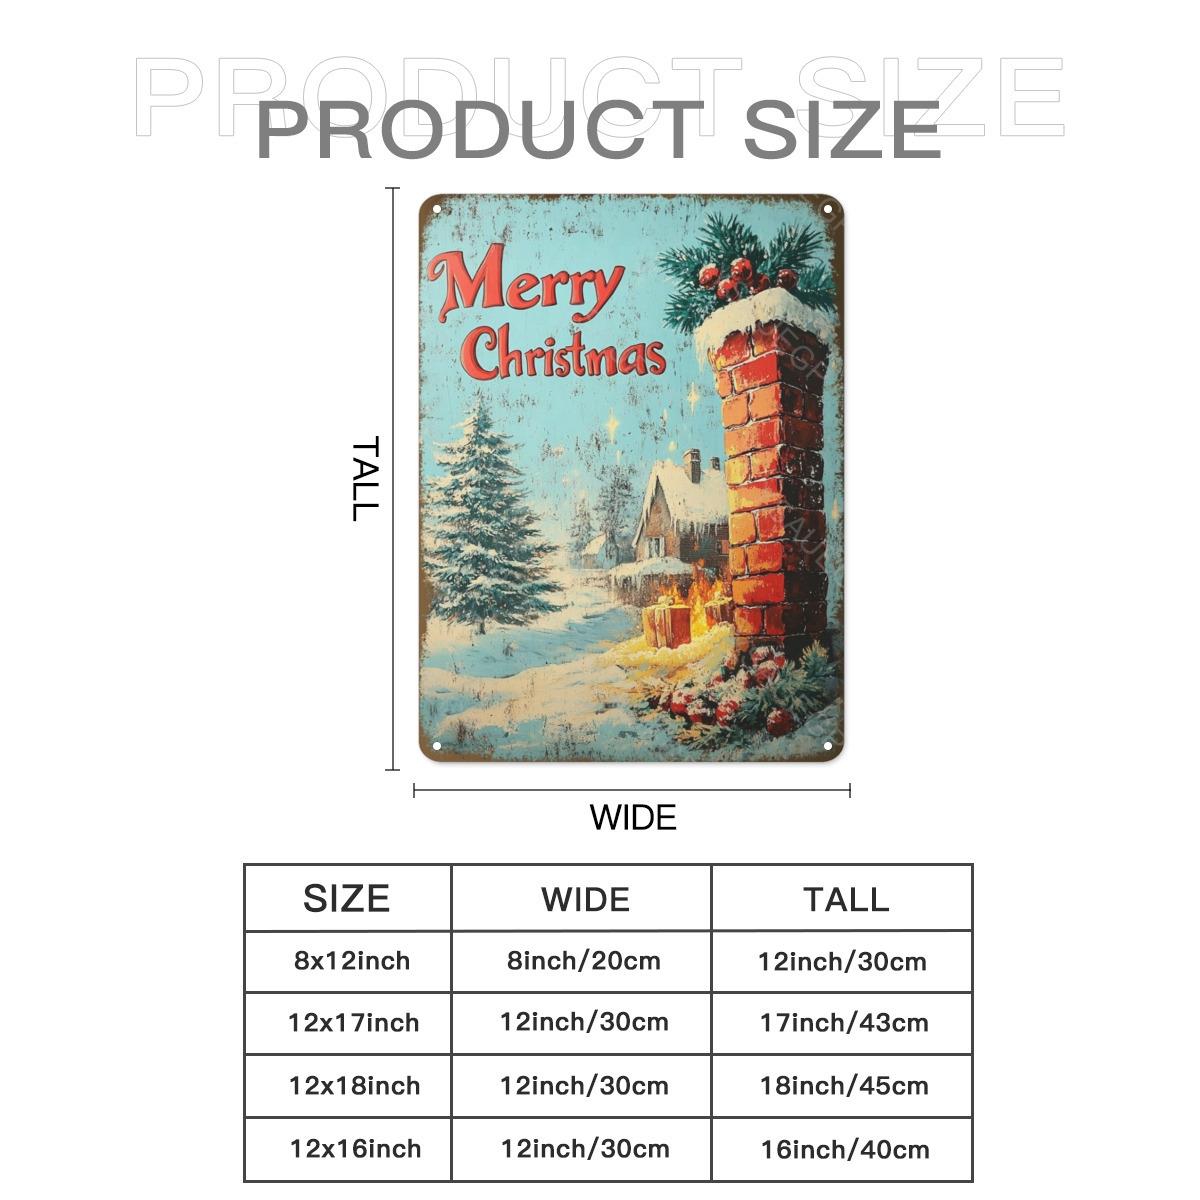 PRODUCT SIZE
PRODUCT SIZE
Merry
Christmas
TALL
WIDE
SIZE WIDE TALL
8x12inch 8inch/20cm 12inch/30cm
12x17inch 12inch/30cm 17inch/43cm
12x18inch 12inch/30cm 18inch/45cm
12x16inch 12inch/30cm 16inch/40cm